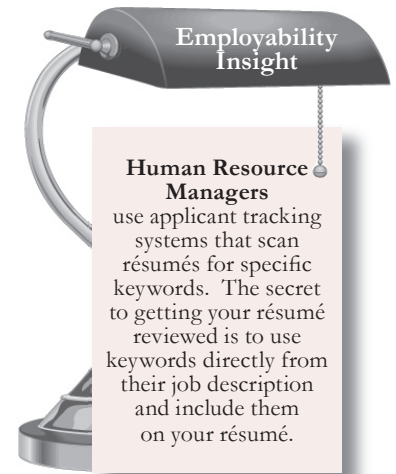 Employability
Insight
Human Resource
Managers
use applicant tracking
systems that scan
résumés for specific
keywords.  The secret
to getting your résumé
reviewed is to use
keywords directly from
their job description
and include them
on your résumé.